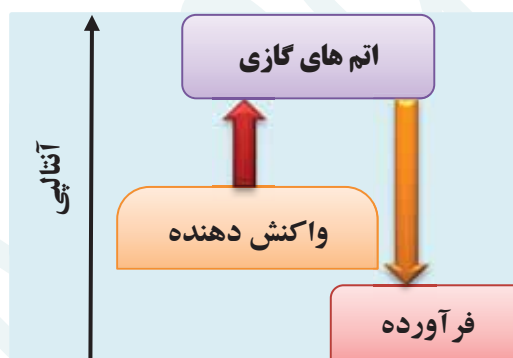 اتم های گازی
آنتالپی
واکنش دهنده
فرآورده